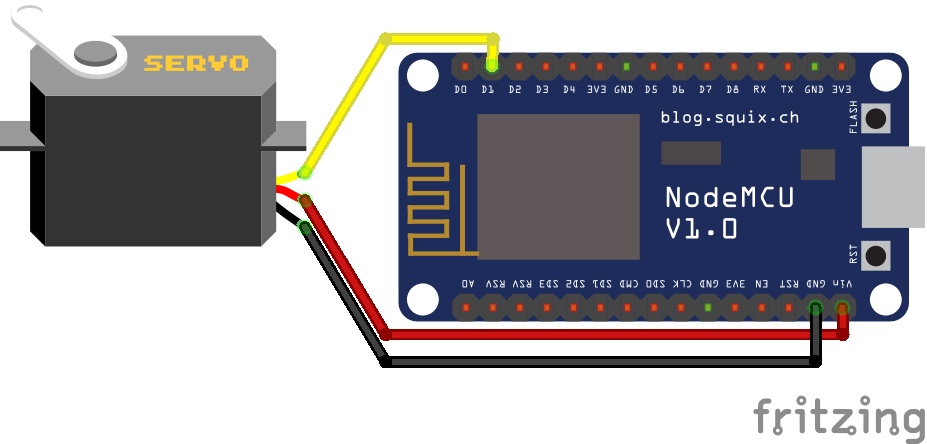 SERVO
D0 D1 D2 D3 D4 3V3 GND D5 D6 D7 D8 RX TX GND 3V3
FLASH
blog.squix.ch
NodeMCU
V1.0
RST
A0 RSV RSV SD3 SD2 SD1 CMD SD0 CLK GND 3V3 EN RST GND Vin
fritzing